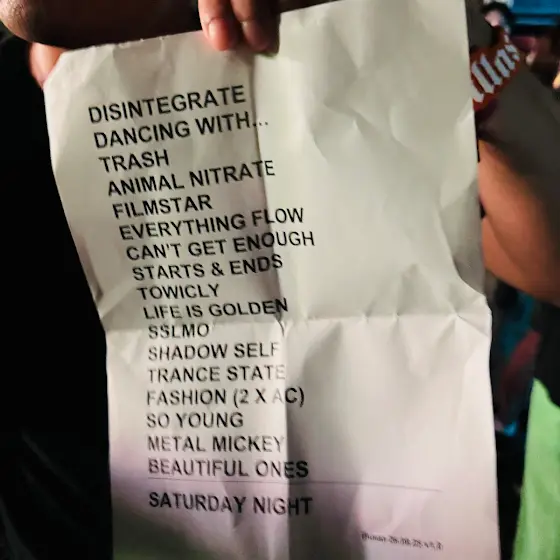 DISINTEGRATE
DANCING WITH...
TRASH
ANIMAL NITRATE
FILMSTAR
EVERYTHING FLOW
CAN'T GET ENOUGH
STARTS & ENDS
TOWICLY
LIFE IS GOLDEN
SSLMO
SHADOW SELF
TRANCE STATE
FASHION (2 X AC)
SO YOUNG
METAL MICKEY
BEAUTIFUL ONES
SATURDAY NIGHT